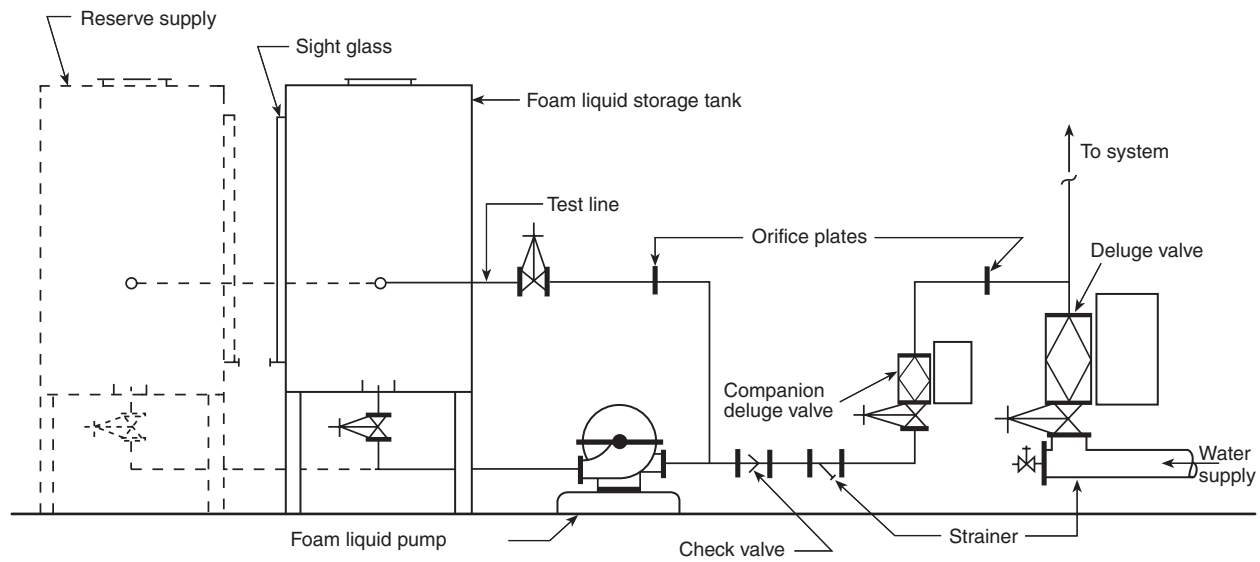 Reserve supply
Sight glass
Foam liquid storage tank
To system
Test line
Orifice plates
Deluge valve
Companion
deluge valve
Water
supply
Foam liquid pump
Check valve
Strainer